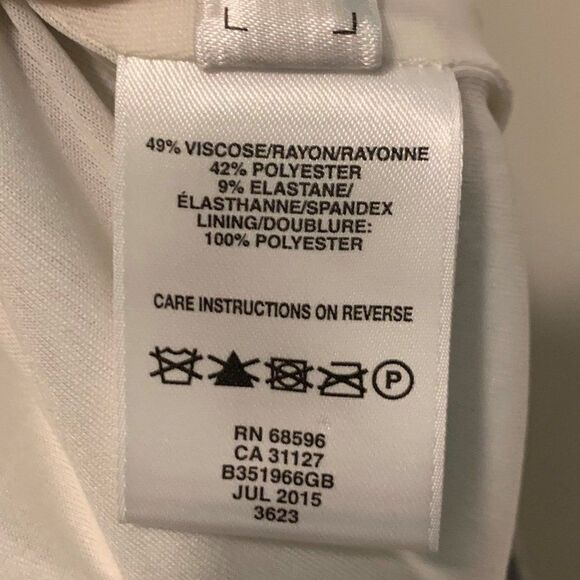 49% VISCOSE/RAYON/RAYONNE
42% POLYESTER
9% ELASTANE/
ÉLASTHANNE/SPANDEX
LINING/DOUBLURE:
100% POLYESTER
CARE INSTRUCTIONS ON REVERSE
P
RN 68596
CA 31127
B351966GB
JUL 2015
3623